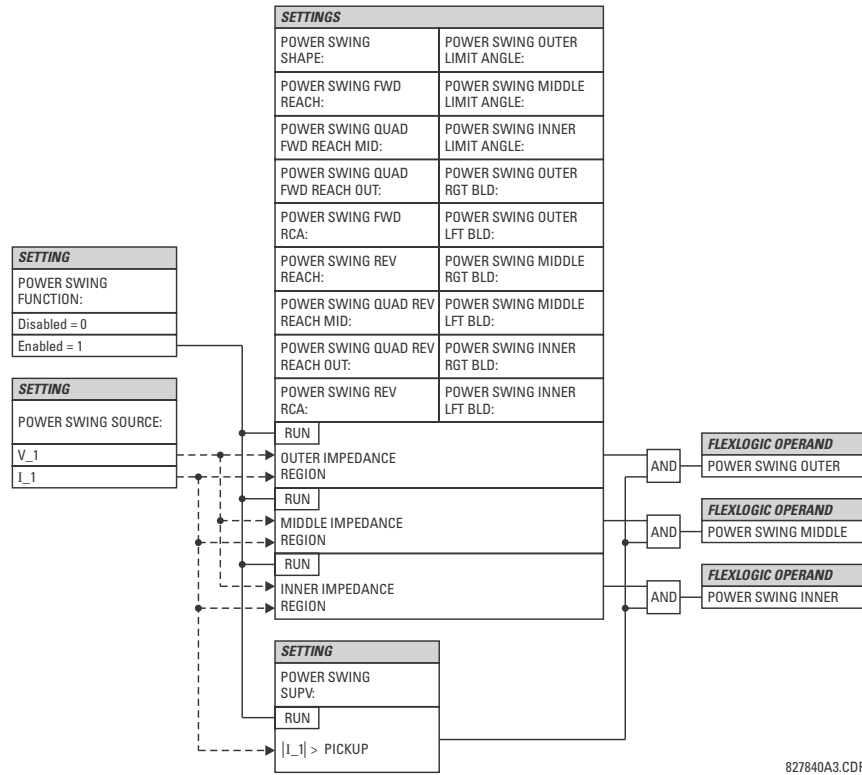 SETTINGS
POWER SWING
SHAPE:
POWER SWING OUTER
LIMIT ANGLE:
POWER SWING FWD
REACH:
POWER SWING MIDDLE
LIMIT ANGLE:
POWER SWING QUAD
FWD REACH MID:
POWER SWING INNER
LIMIT ANGLE:
POWER SWING QUAD
FWD REACH OUT:
POWER SWING OUTER
RGT BLD:
POWER SWING FWD
RCA:
POWER SWING OUTER
LFT BLD:
POWER SWING REV
REACH:
POWER SWING MIDDLE
RGT BLD:
POWER SWING QUAD REV
REACH MID:
POWER SWING MIDDLE
LFT BLD:
POWER SWING QUAD REV
REACH OUT:
POWER SWING INNER
RGT BLD:
POWER SWING REV
RCA:
POWER SWING INNER
LFT BLD:
SETTING
POWER SWING
FUNCTION:
Disabled = 0
Enabled = 1
SETTING
POWER SWING SOURCE:
V_1
I_1
RUN
OUTER IMPEDANCE
REGION
RUN
MIDDLE IMPEDANCE
REGION
RUN
INNER IMPEDANCE
REGION
AND
FLEXLOGIC OPERAND
POWER SWING OUTER
AND
FLEXLOGIC OPERAND
POWER SWING MIDDLE
AND
FLEXLOGIC OPERAND
POWER SWING INNER
SETTING
POWER SWING
SUPV:
RUN
|I_1| > PICKUP
827840A3.CDR